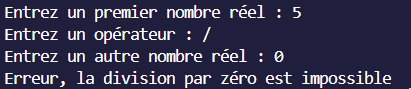 Entrez un premier nombre réel : 5
Entrez un opérateur : /
Entrez un autre nombre réel : 0
Erreur, la division par zéro est impossible